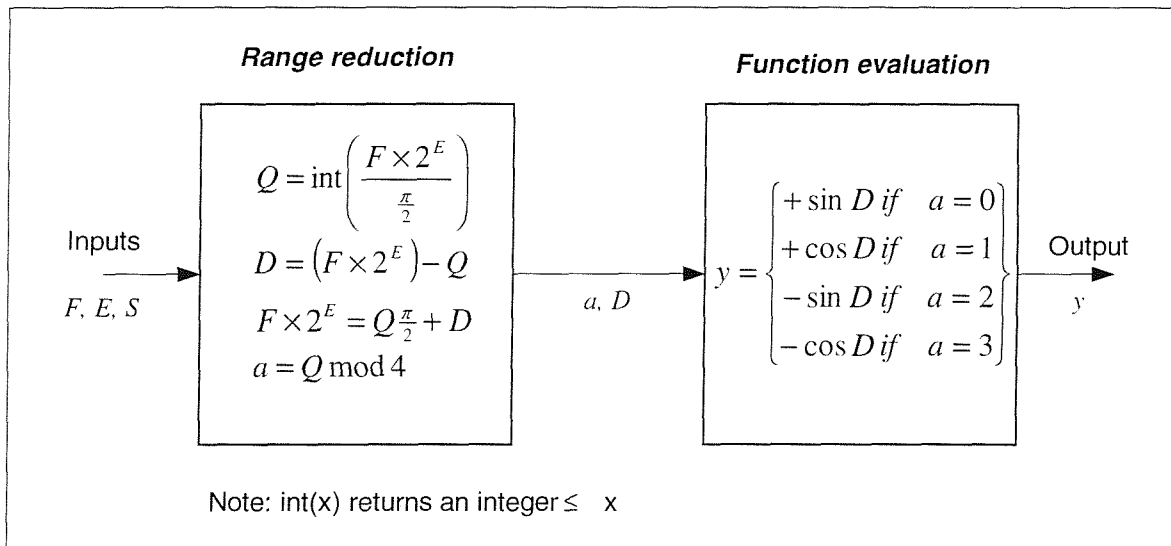 Range reduction
Function evaluation
Q = int(F × 2^E / (π/2))
D = (F × 2^E) − Q
F × 2^E = Q π/2 + D
a = Q mod 4
Inputs
F, E, S
a, D
y = { + sin D if a = 0
+ cos D if a = 1
− sin D if a = 2
− cos D if a = 3 }
Output
y
Note: int(x) returns an integer ≤ x